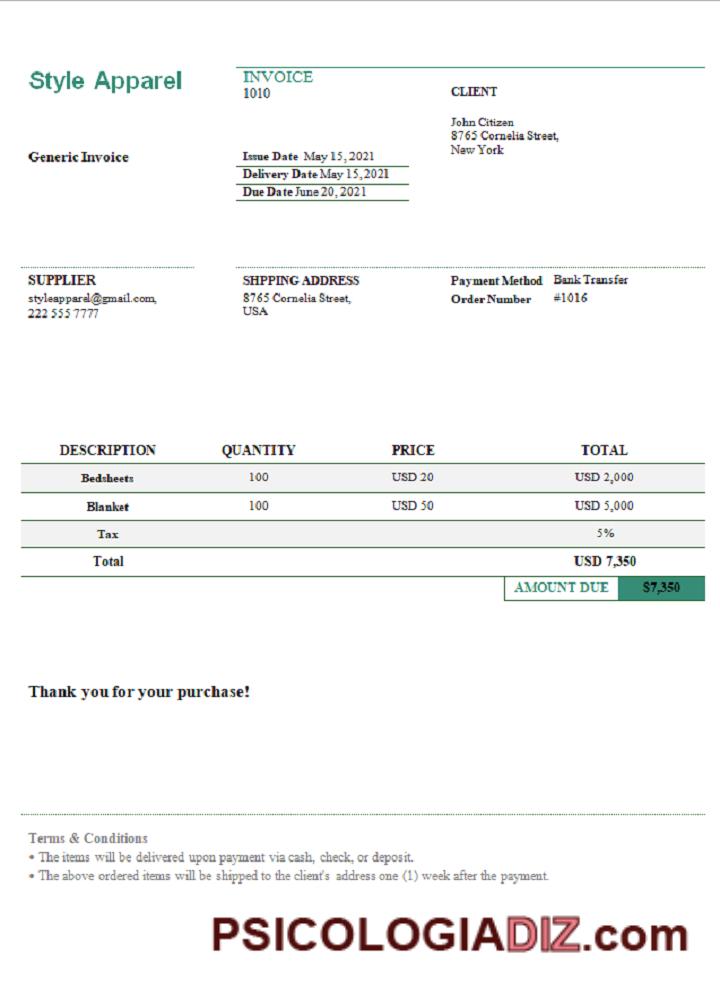 Style Apparel
INVOICE
1010
CLIENT
John Citizen
8765 Cornelia Street,
New York
Generic Invoice
Issue Date May 15, 2021
Delivery Date May 15, 2021
Due Date June 20, 2021
SUPPLIER
styleapparel@gmail.com,
222 555 7777
SHPPING ADDRESS
8765 Cornelia Street,
USA
Payment Method Bank Transfer
Order Number #1016
DESCRIPTION QUANTITY PRICE TOTAL
Bedsheets 100 USD 20 USD 2,000
Blanket 100 USD 50 USD 5,000
Tax 5%
Total USD 7,350
AMOUNT DUE $7,350
Thank you for your purchase!
Terms & Conditions
• The items will be delivered upon payment via cash, check, or deposit.
• The above ordered items will be shipped to the client's address one (1) week after the payment.
PSICOLOGIADIZ.com